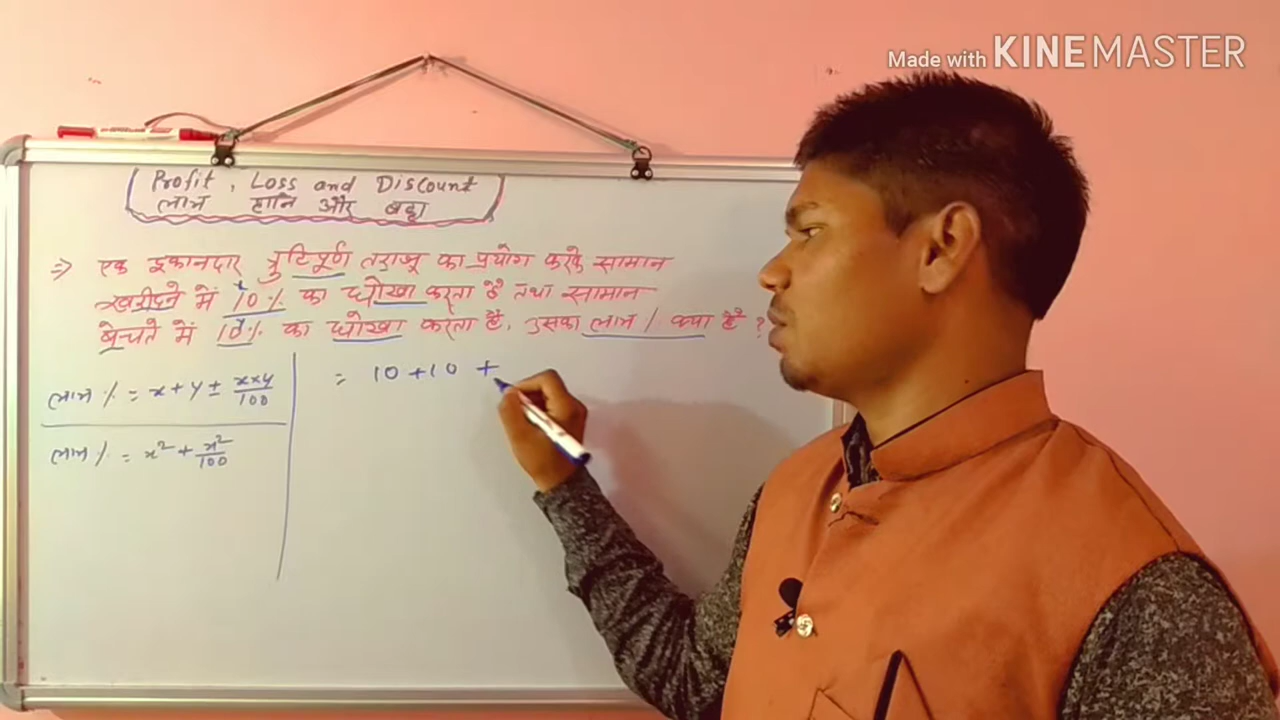 Made with KINEMASTER
Profit, Loss and Discount
लाभ हानि और बट्टा
⇒ एक दुकानदार त्रुटिपूर्ण तराजू का प्रयोग करके सामान
खरीदने में 10% का धोखा करता है तथा सामान
बेचते में 10% का धोखा करता है, उसका लाभ % क्या है ?
लाभ % = x + y ± x×y/100
= 10 + 10 +
लाभ % = x² + x²/100